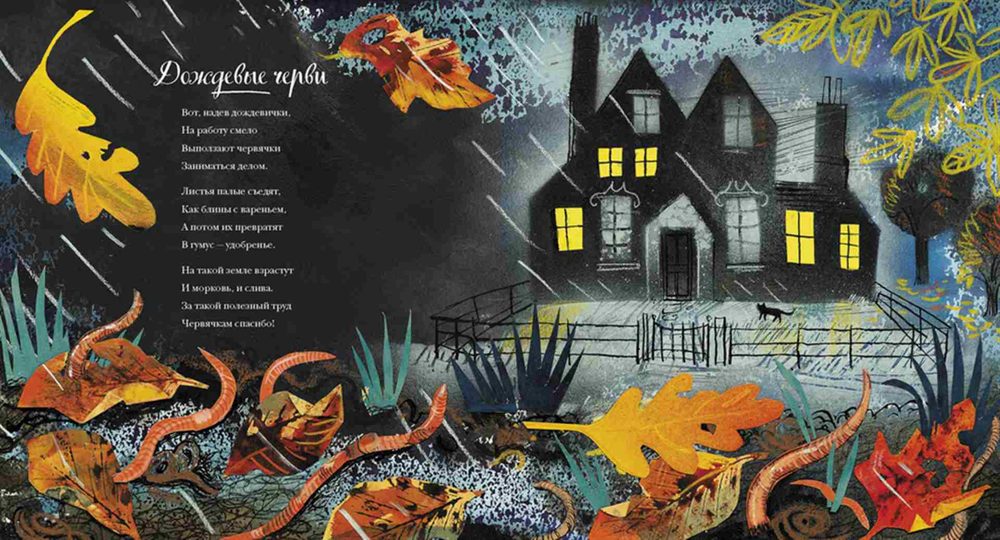 Дождевые черви
Вот, надев дождевички,
На работу смело
Выползают червячки
Заниматься делом.
Листья палые съедят,
Как блины с вареньем,
А потом их превратят
В гумус – удобренье.
На такой земле взрастут
И морковь, и слива.
За такой полезный труд
Червячкам спасибо!